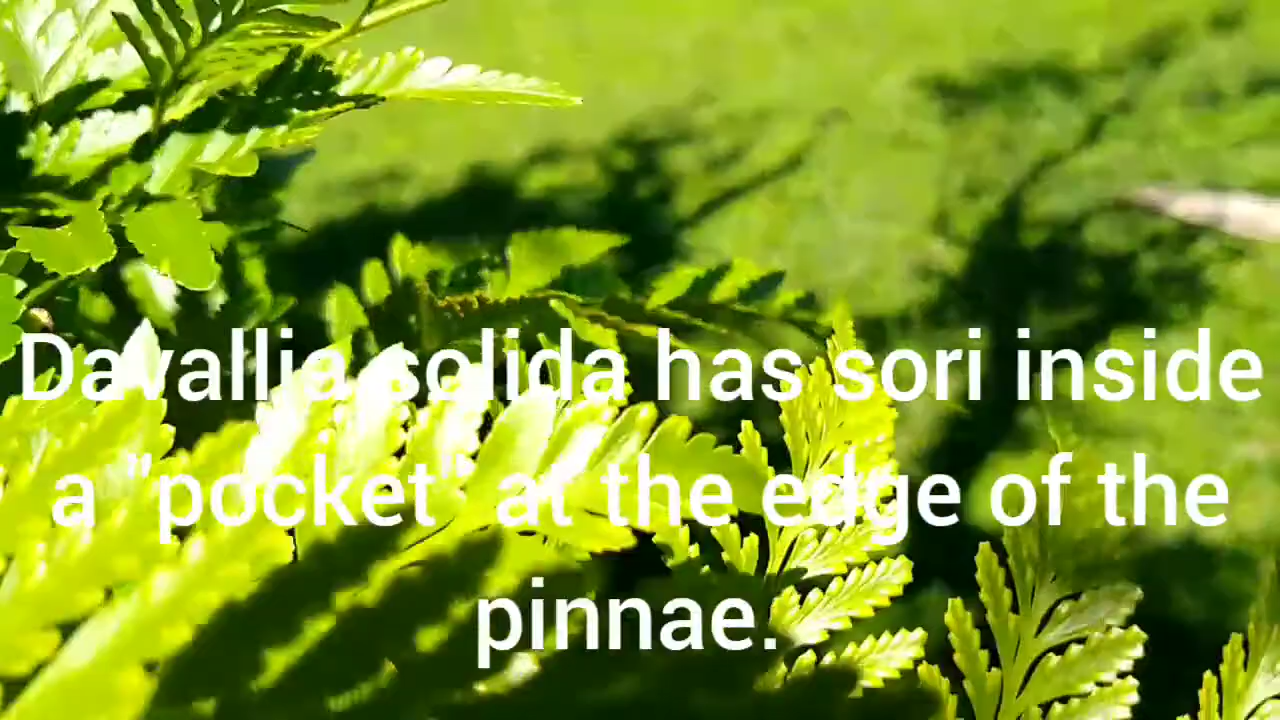 Davallia solida has sori inside
a "pocket" at the edge of the
pinnae.